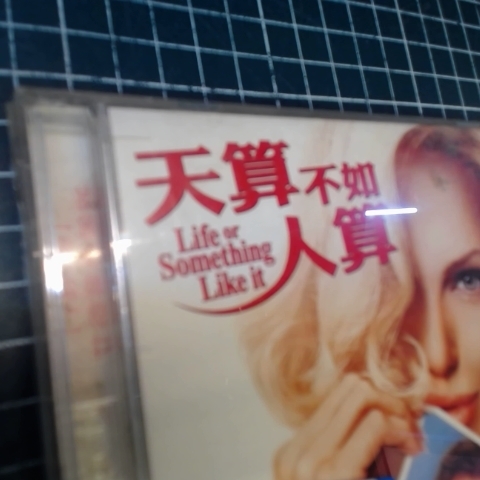 天算不如
人算
Life or
Something
Like it